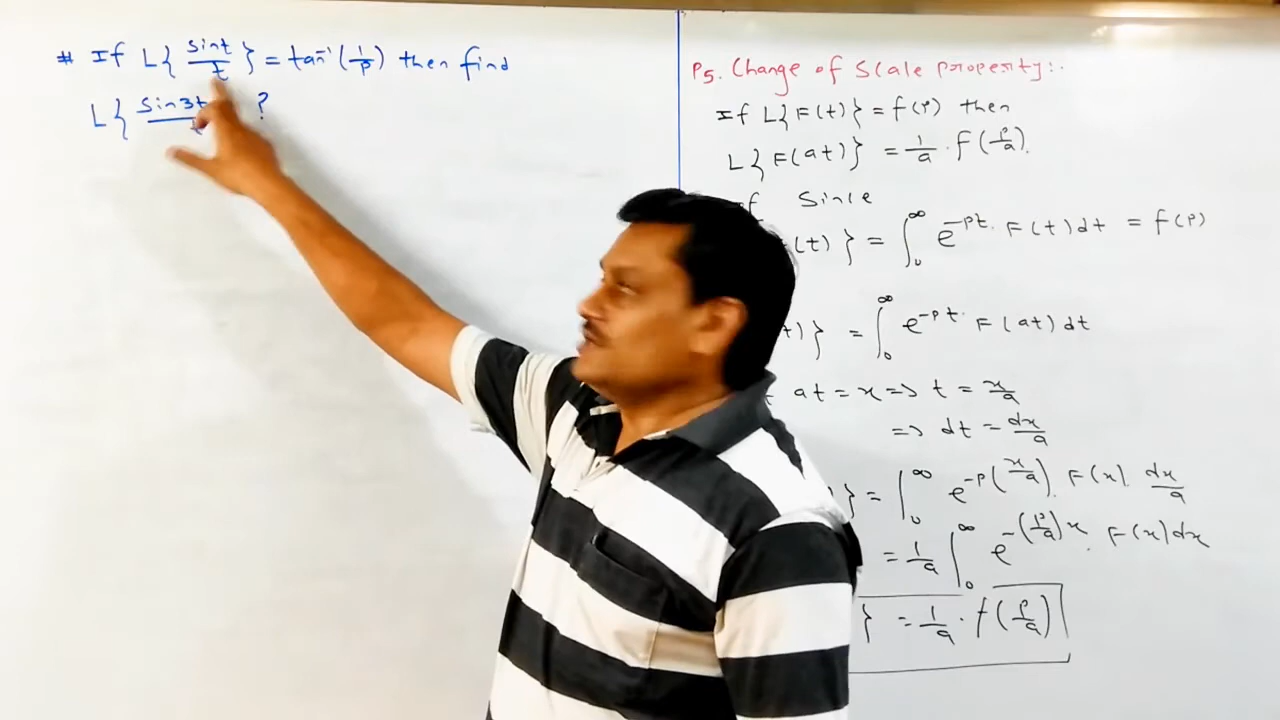 # If L{ sint/t } = tan⁻¹(1/p) then find
L{ sin3t/t ?
P5. Change of Scale property:.
If L{F(t)} = f(p) then
L{F(at)} = 1/a · f(p/a).
Since
(t)} = ∫₀^∞ e^-pt. F(t)dt = f(p)
t)} = ∫₀^∞ e^-pt. F(at)dt
at = x => t = x/a
=> dt = dx/a
} = ∫₀^∞ e^-p(x/a). F(x). dx/a
= 1/a ∫₀^∞ e^-(p/a)x. F(x)dx
} = 1/a · f(p/a)